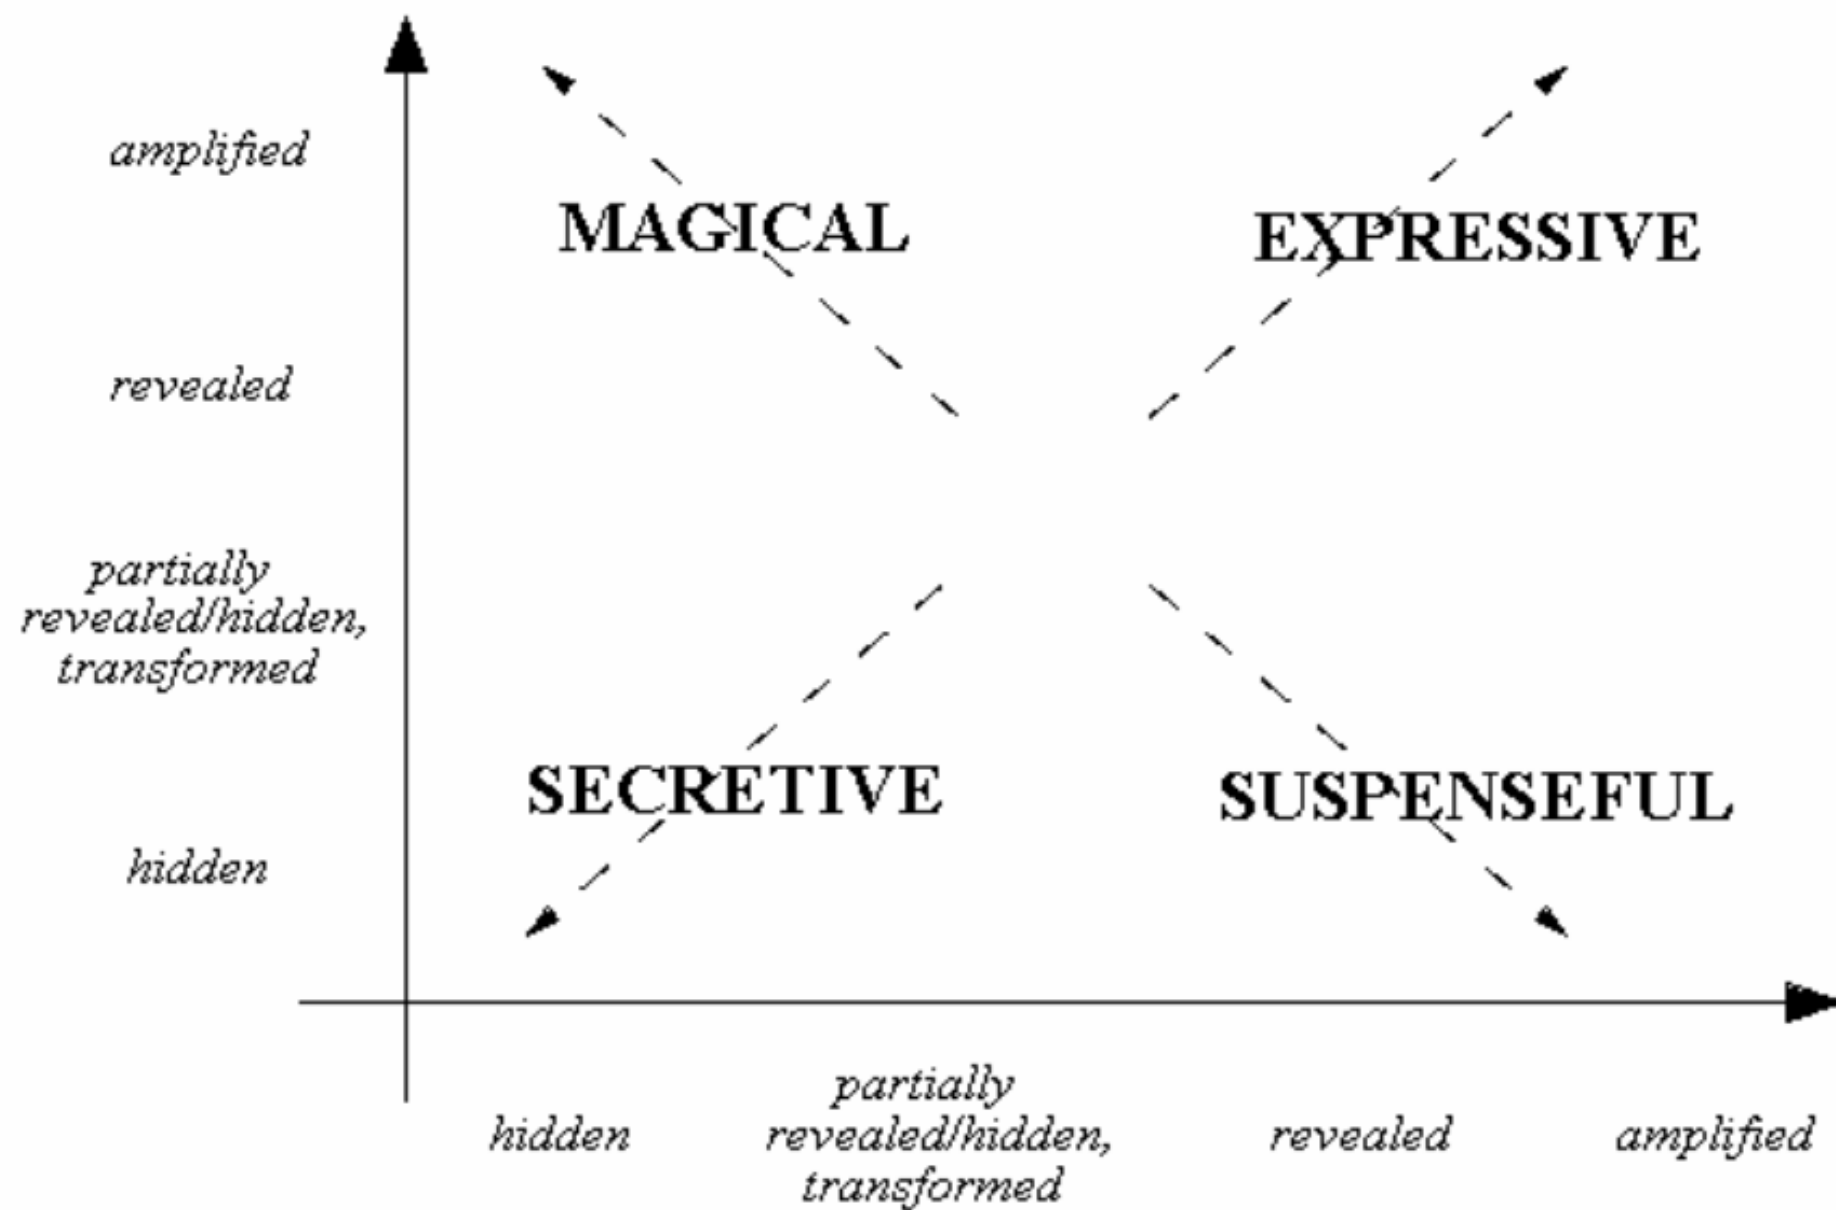 amplified
MAGICAL
EXPRESSIVE
revealed
partially
revealed/hidden,
transformed
SECRETIVE
SUSPENSEFUL
hidden
partially
hidden
revealed/hidden,
revealed
amplified
transformed